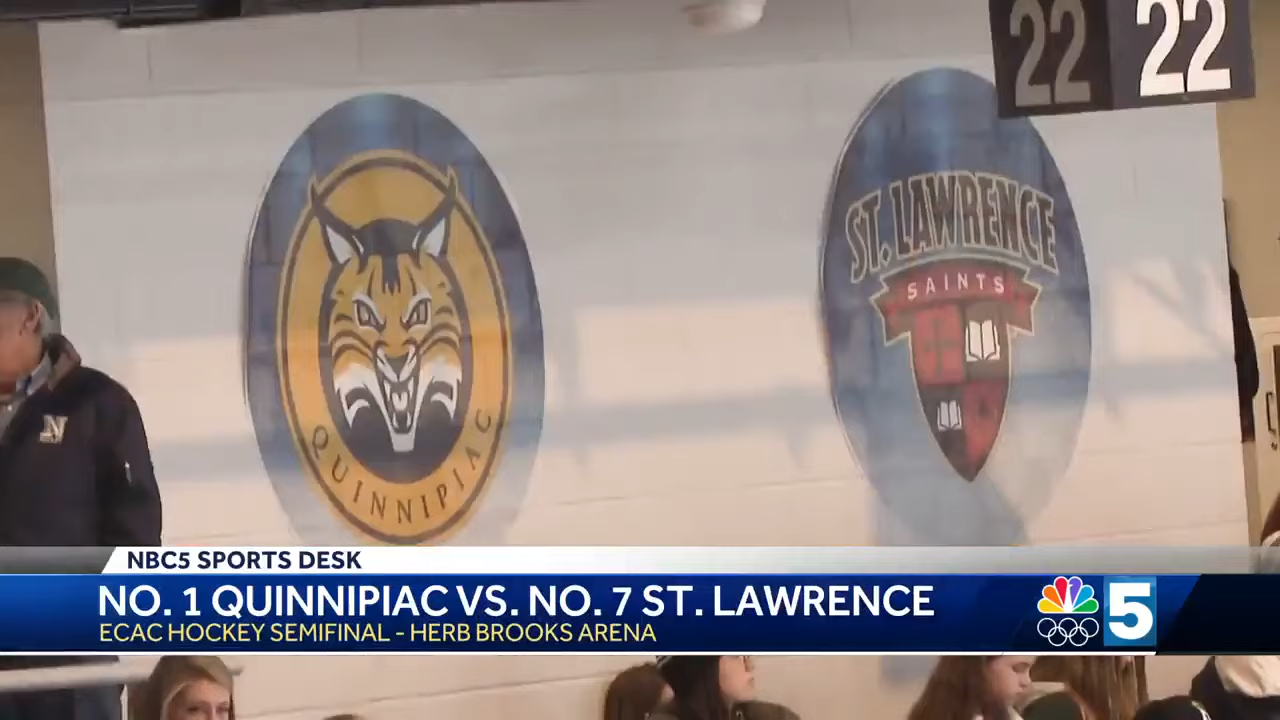 22 22
ST. LAWRENCE
SAINTS
QUINNIPIAC
N
NBC5 SPORTS DESK
NO. 1 QUINNIPIAC VS. NO. 7 ST. LAWRENCE
ECAC HOCKEY SEMIFINAL - HERB BROOKS ARENA
5